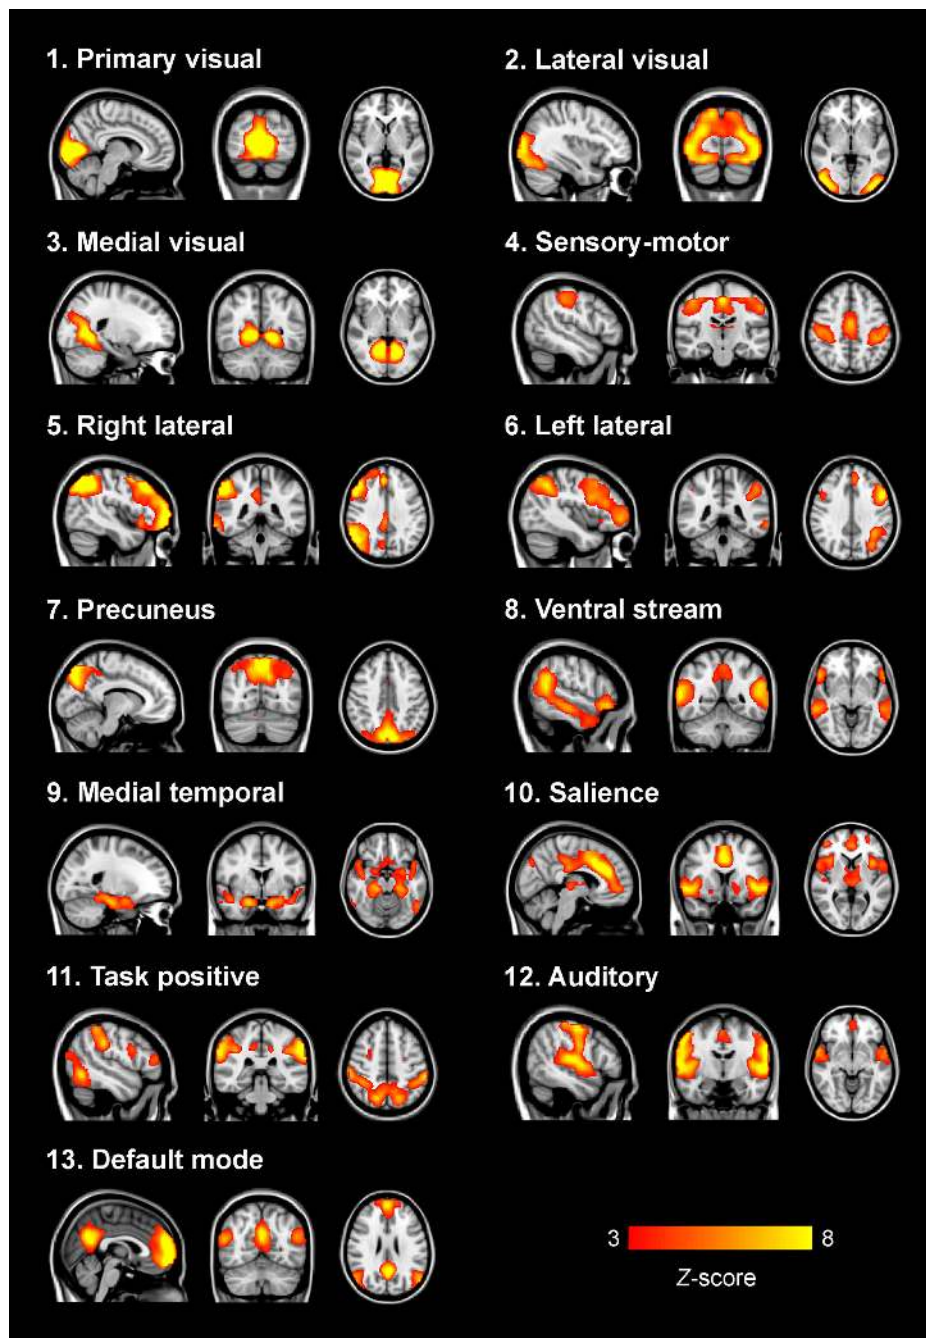 1. Primary visual
2. Lateral visual
3. Medial visual
4. Sensory-motor
5. Right lateral
6. Left lateral
7. Precuneus
8. Ventral stream
9. Medial temporal
10. Salience
11. Task positive
12. Auditory
13. Default mode
3 8
Z-score